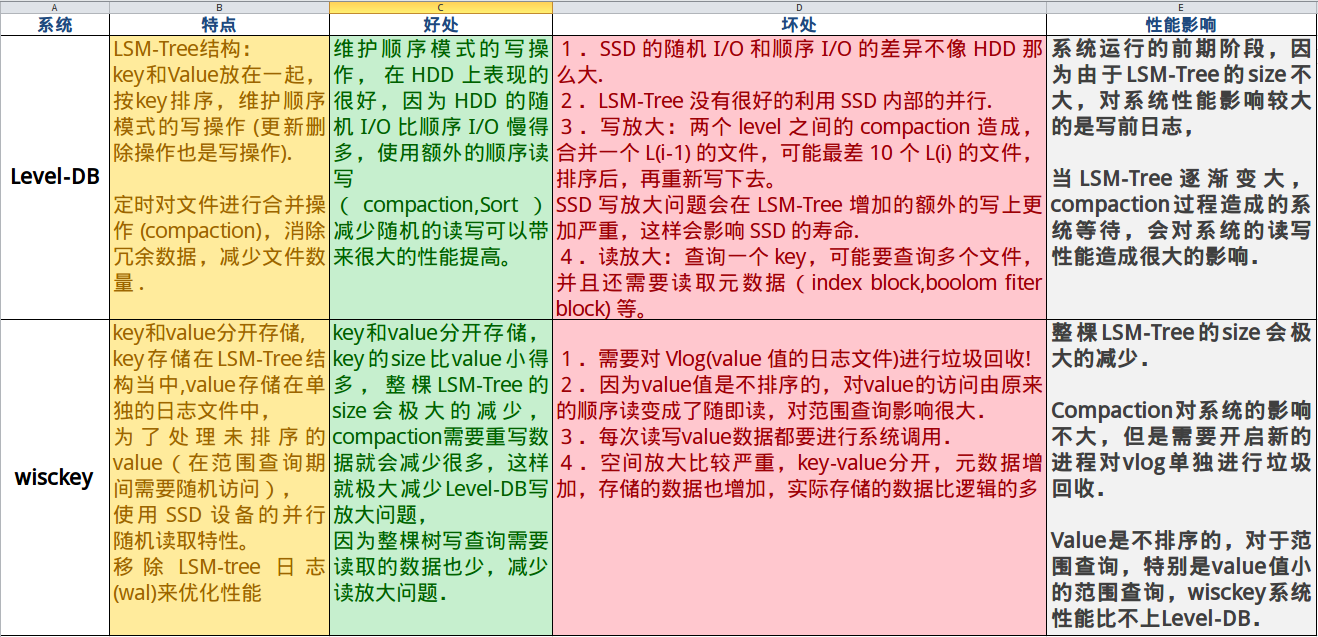 A B C D E
系统 特点 好处 坏处 性能影响
Level-DB
LSM-Tree结构：
key和Value放在一起，
按key排序，维护顺序
模式的写操作 (更新删
除操作也是写操作).
定时对文件进行合并操
作 (compaction)，消除
冗余数据，减少文件数
量 .
维护顺序模式的写操
作， 在 HDD 上表现的
很好，因为 HDD 的随
机 I/O 比顺序 I/O 慢得
多，使用额外的顺序读
写
（ compaction,Sort ）
减少随机的读写可以带
来很大的性能提高。
1 . SSD 的随机 I/O 和顺序 I/O 的差异不像 HDD 那
么大.
2 . LSM-Tree 没有很好的利用 SSD 内部的并行.
3 . 写放大：两个 level 之间的 compaction 造成，
合并一个 L(i-1) 的文件，可能最差 10 个 L(i) 的文件，
排序后，再重新写下去。
SSD 写放大问题会在 LSM-Tree 增加的额外的写上更
加严重，这样会影响 SSD 的寿命.
4 . 读放大：查询一个 key，可能要查询多个文件，
并且还需要读取元数据（ index block,boolom fiter
block) 等。
系统运行的前期阶段，因
为由于LSM-Tree的size不
大，对系统性能影响较大
的是写前日志，
当 LSM-Tree 逐渐变大，
compaction过程造成的系
统等待，会对系统的读写
性能造成很大的影响．
wisckey
key和value分开存储,
key存储在LSM-Tree结
构当中,value存储在单
独的日志文件中，
为了处理未排序的
value（在范围查询期
间需要随机访问），
使用 SSD 设备的并行
随机读取特性。
移除 LSM-tree 日志
(wal)来优化性能
key和value分开存储，
key的size比value小得
多，整棵 LSM-Tree 的
size会极大的减少，
compaction需要重写数
据就会减少很多，这样
就极大减少Level-DB写
放大问题，
因为整棵树写查询需要
读取的数据也少，减少
读放大问题．
1 . 需要对 Vlog(value 值的日志文件)进行垃圾回收!
2 . 因为value值是不排序的，对value的访问由原来
的顺序读变成了随即读，对范围查询影响很大．
3 . 每次读写value数据都要进行系统调用．
4 . 空间放大比较严重，key-value分开，元数据增
加，存储的数据也增加，实际存储的数据比逻辑的多
整棵LSM-Tree的size会极
大的减少．
Compaction对系统的影响
不大，但是需要开启新的
进程对vlog单独进行垃圾
回收．
Value是不排序的，对于范
围查询，特别是value值小
的范围查询，wisckey系统
性能比不上Level-DB．